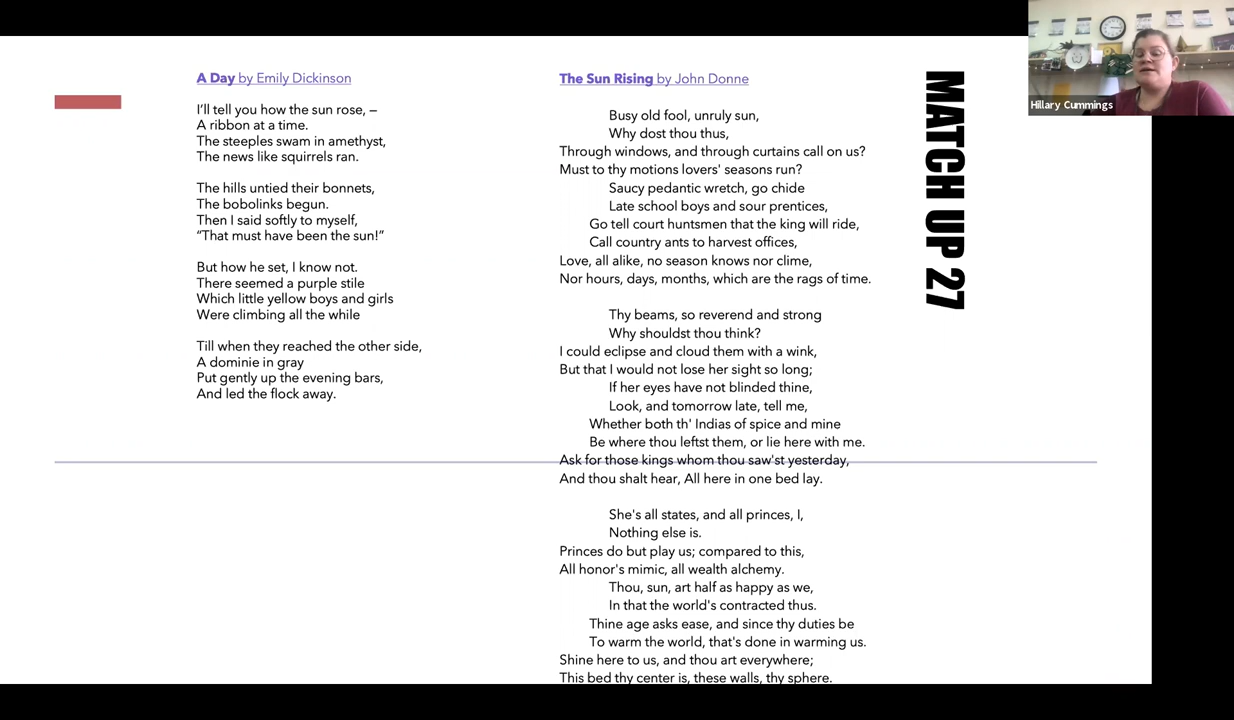 A Day by Emily Dickinson
I'll tell you how the sun rose, –
A ribbon at a time.
The steeples swam in amethyst,
The news like squirrels ran.
The hills untied their bonnets,
The bobolinks begun.
Then I said softly to myself,
“That must have been the sun!”
But how he set, I know not.
There seemed a purple stile
Which little yellow boys and girls
Were climbing all the while
Till when they reached the other side,
A dominie in gray
Put gently up the evening bars,
And led the flock away.
The Sun Rising by John Donne
Busy old fool, unruly sun,
Why dost thou thus,
Through windows, and through curtains call on us?
Must to thy motions lovers' seasons run?
Saucy pedantic wretch, go chide
Late school boys and sour prentices,
Go tell court huntsmen that the king will ride,
Call country ants to harvest offices,
Love, all alike, no season knows nor clime,
Nor hours, days, months, which are the rags of time.
Thy beams, so reverend and strong
Why shouldst thou think?
I could eclipse and cloud them with a wink,
But that I would not lose her sight so long;
If her eyes have not blinded thine,
Look, and tomorrow late, tell me,
Whether both th' Indias of spice and mine
Be where thou leftst them, or lie here with me.
Ask for those kings whom thou saw'st yesterday,
And thou shalt hear, All here in one bed lay.
She's all states, and all princes, I,
Nothing else is.
Princes do but play us; compared to this,
All honor's mimic, all wealth alchemy.
Thou, sun, art half as happy as we,
In that the world's contracted thus.
Thine age asks ease, and since thy duties be
To warm the world, that's done in warming us.
Shine here to us, and thou art everywhere;
This bed thy center is, these walls, thy sphere.
MATCH UP 27
Hillary Cummings